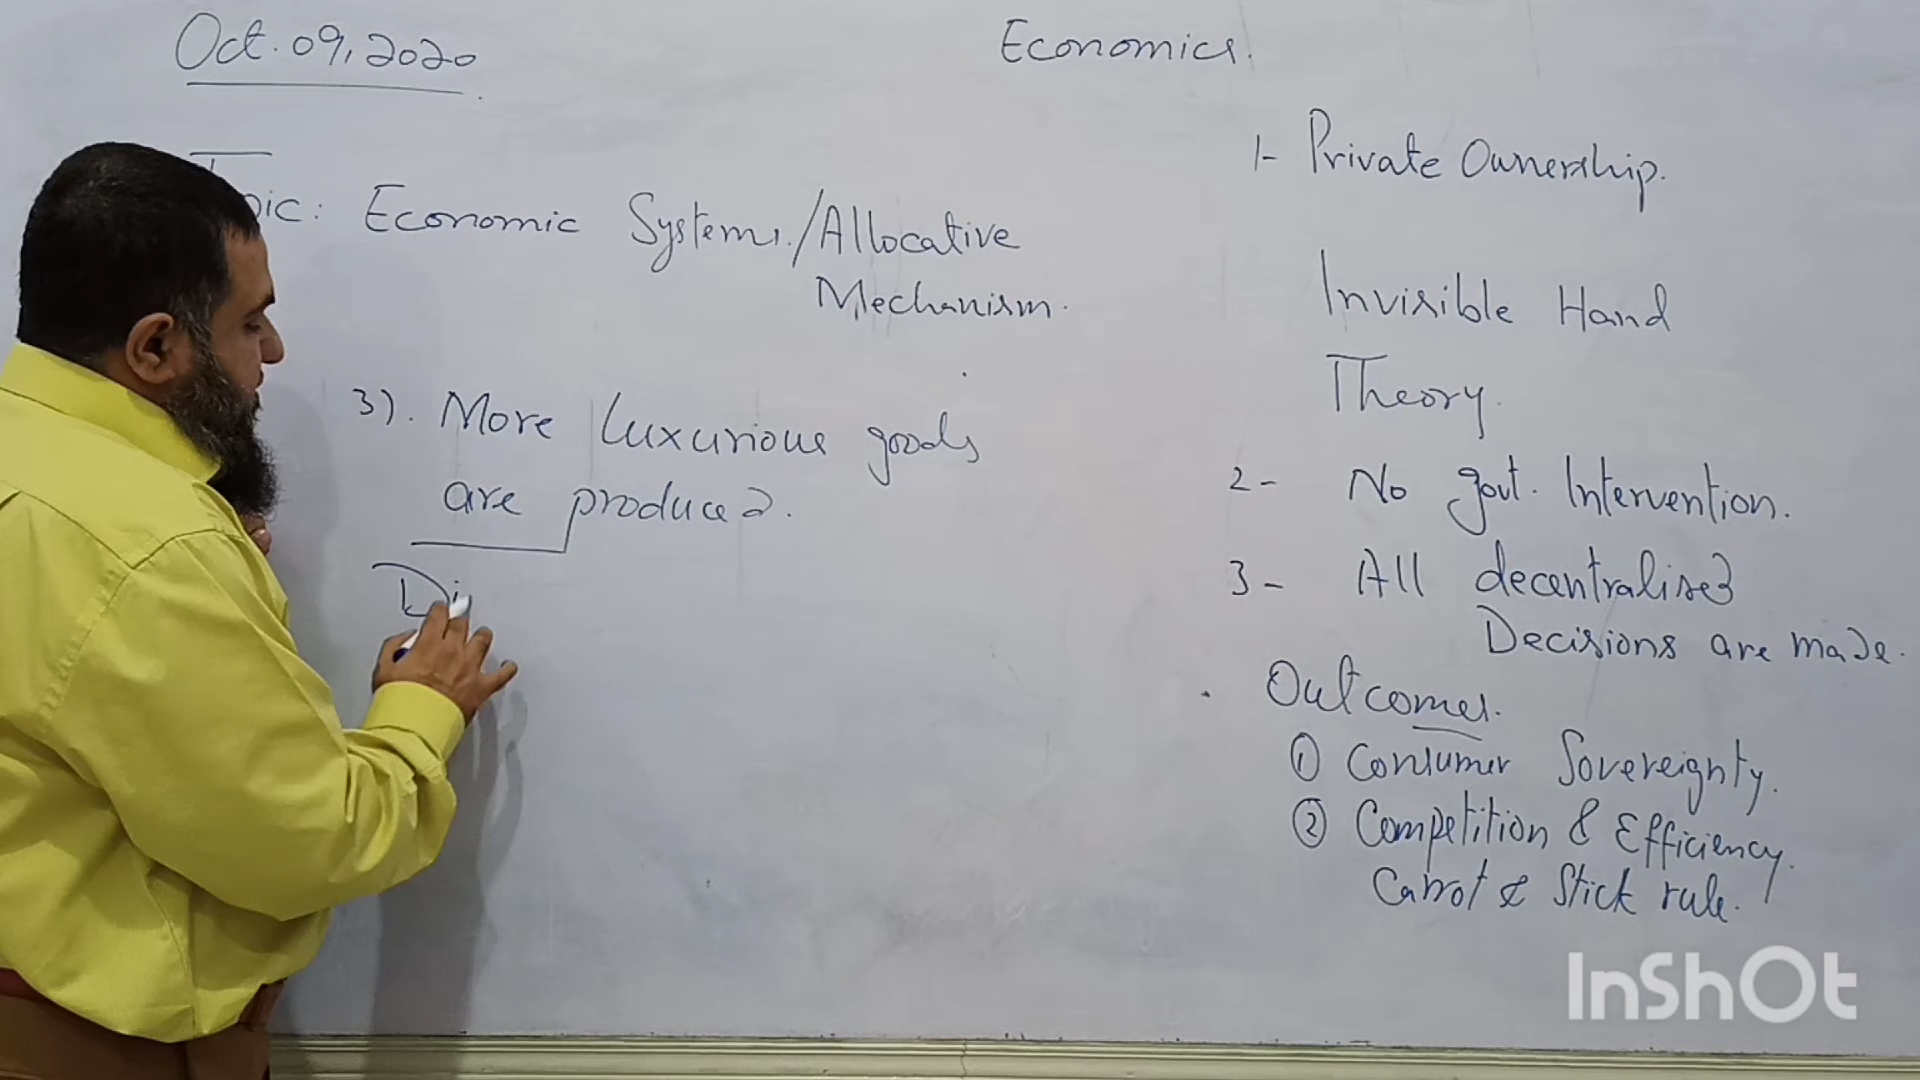 Oct. 09, 2020
Economics.
Topic: Economic Systems./Allocative
Mechanism.
3). More luxurious goods
are produced.
Di
1- Private Ownership.
Invisible Hand
Theory.
2- No govt. Intervention.
3- All decentralised
Decisions are made.
Outcomes.
① Consumer Sovereignty.
② Competition & Efficiency.
Carrot & Stick rule.
InShOt